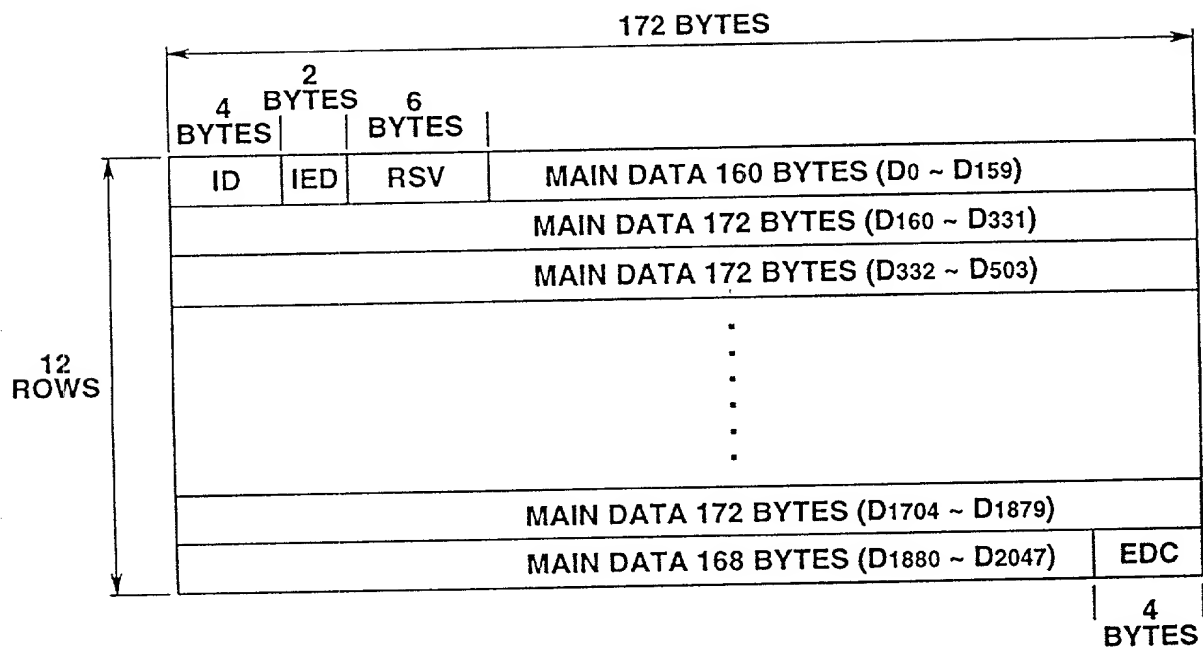 172 BYTES
2
BYTES
4
BYTES
6
BYTES
ID
IED
RSV
MAIN DATA 160 BYTES (D0 ~ D159)
MAIN DATA 172 BYTES (D160 ~ D331)
MAIN DATA 172 BYTES (D332 ~ D503)
12
ROWS
MAIN DATA 172 BYTES (D1704 ~ D1879)
MAIN DATA 168 BYTES (D1880 ~ D2047)
EDC
4
BYTES